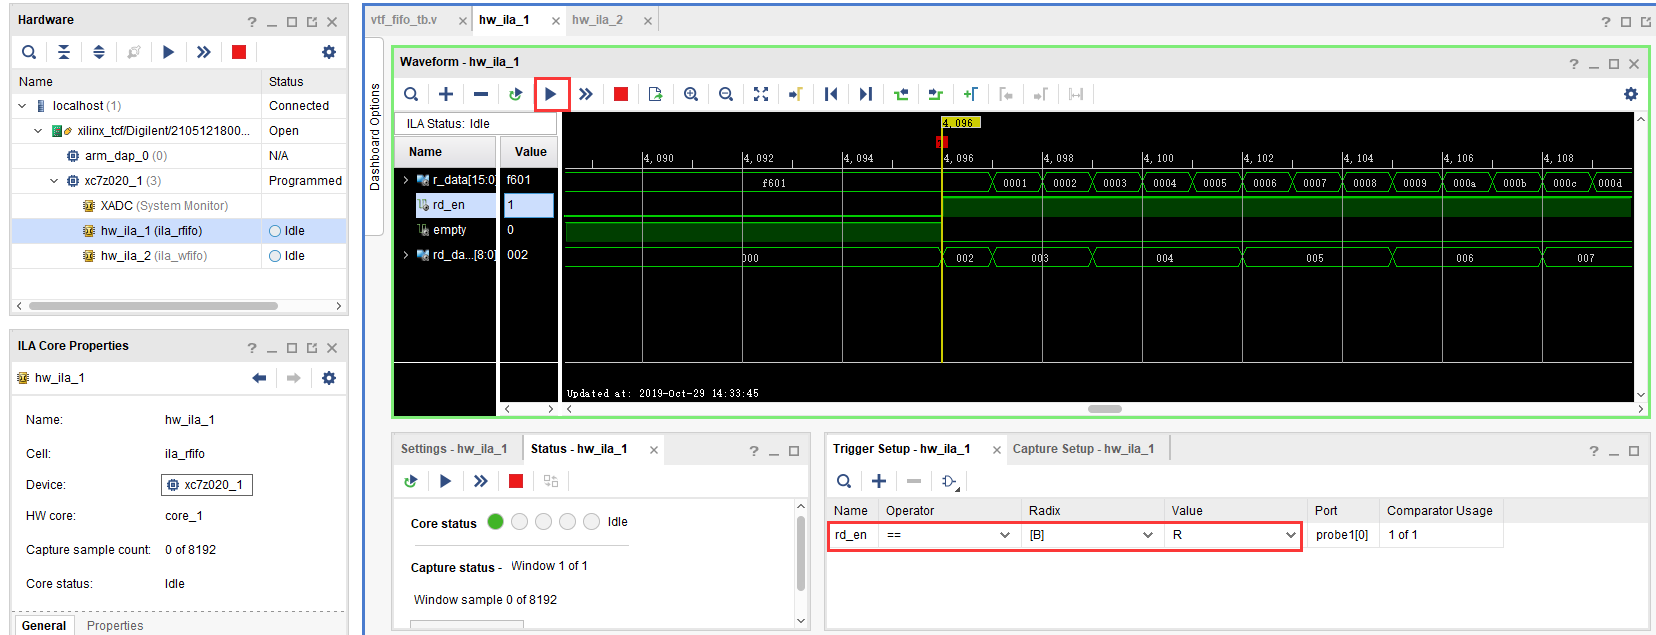 Hardware
Name Status
localhost (1) Connected
xilinx_tcf/Digilent/2105121800... Open
arm_dap_0 (0) N/A
xc7z020_1 (3) Programmed
XADC (System Monitor)
hw_ila_1 (ila_rfifo) Idle
hw_ila_2 (ila_wfifo) Idle
ILA Core Properties
hw_ila_1
Name: hw_ila_1
Cell: ila_rfifo
Device: xc7z020_1
HW core: core_1
Capture sample count: 0 of 8192
Core status: Idle
General Properties
vtf_fifo_tb.v hw_ila_1 hw_ila_2
Dashboard Options
Waveform - hw_ila_1
ILA Status: Idle
Name Value
4,096
4,090 4,092 4,094 4,096 4,098 4,100 4,102 4,104 4,106 4,108
r_data[15:0] f601 f601 0001 0002 0003 0004 0005 0006 0007 0008 0009 000a 000b 000c 000d
rd_en 1
empty 0
rd_da...[8:0] 002 000 002 003 004 005 006 007
Updated at: 2019-Oct-29 14:33:45
Settings - hw_ila_1 Status - hw_ila_1
Core status Idle
Capture status - Window 1 of 1
Window sample 0 of 8192
Trigger Setup - hw_ila_1 Capture Setup - hw_ila_1
Name Operator Radix Value Port Comparator Usage
rd_en == [B] R probe1[0] 1 of 1